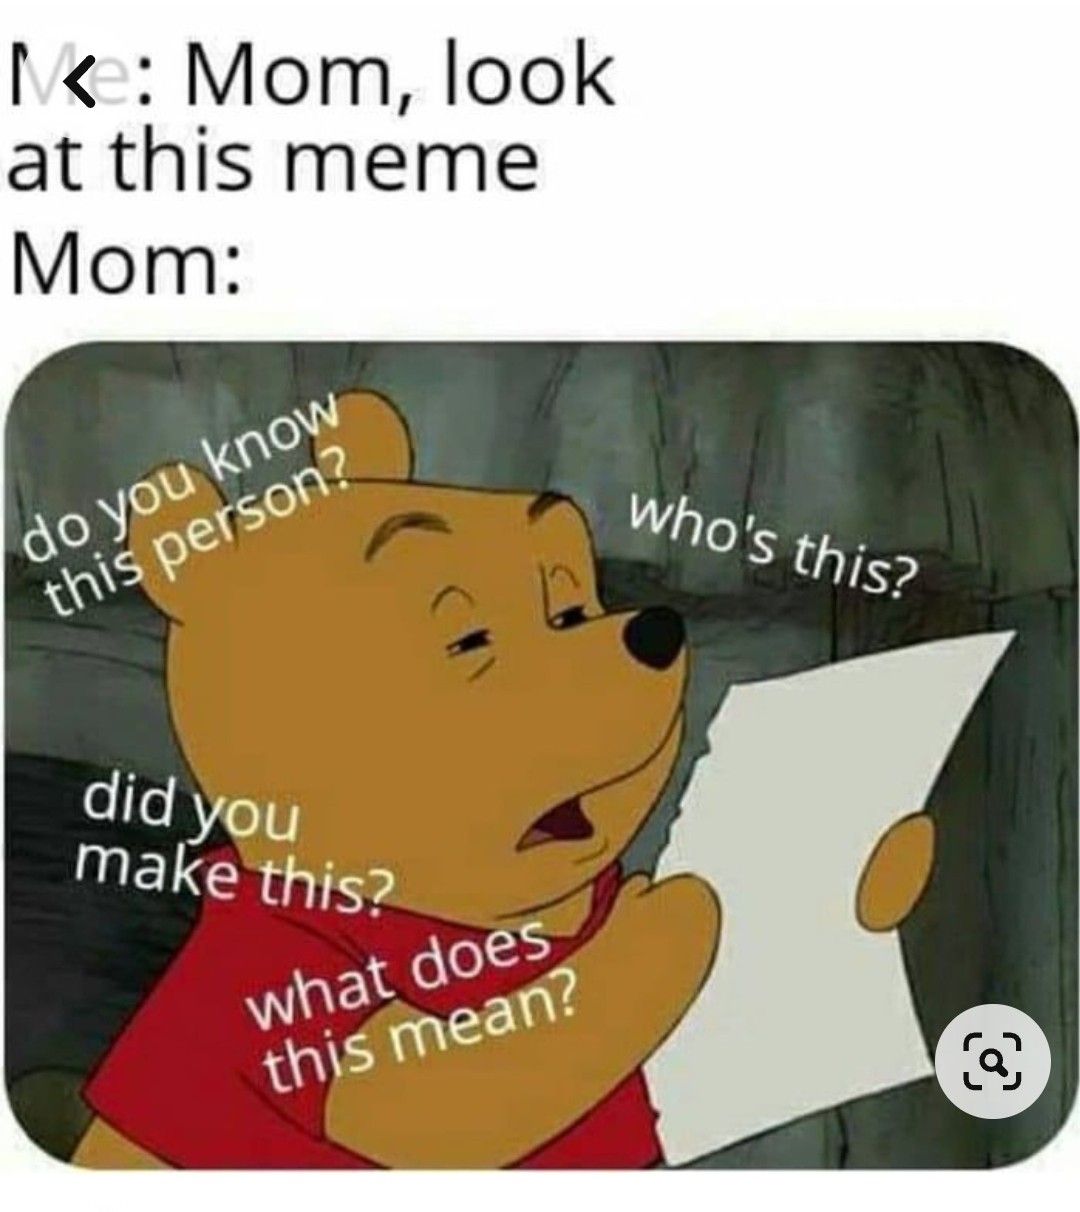 Me: Mom, look
at this meme
Mom:
do you know
this person?
who's this?
did you
make this?
what does
this mean?